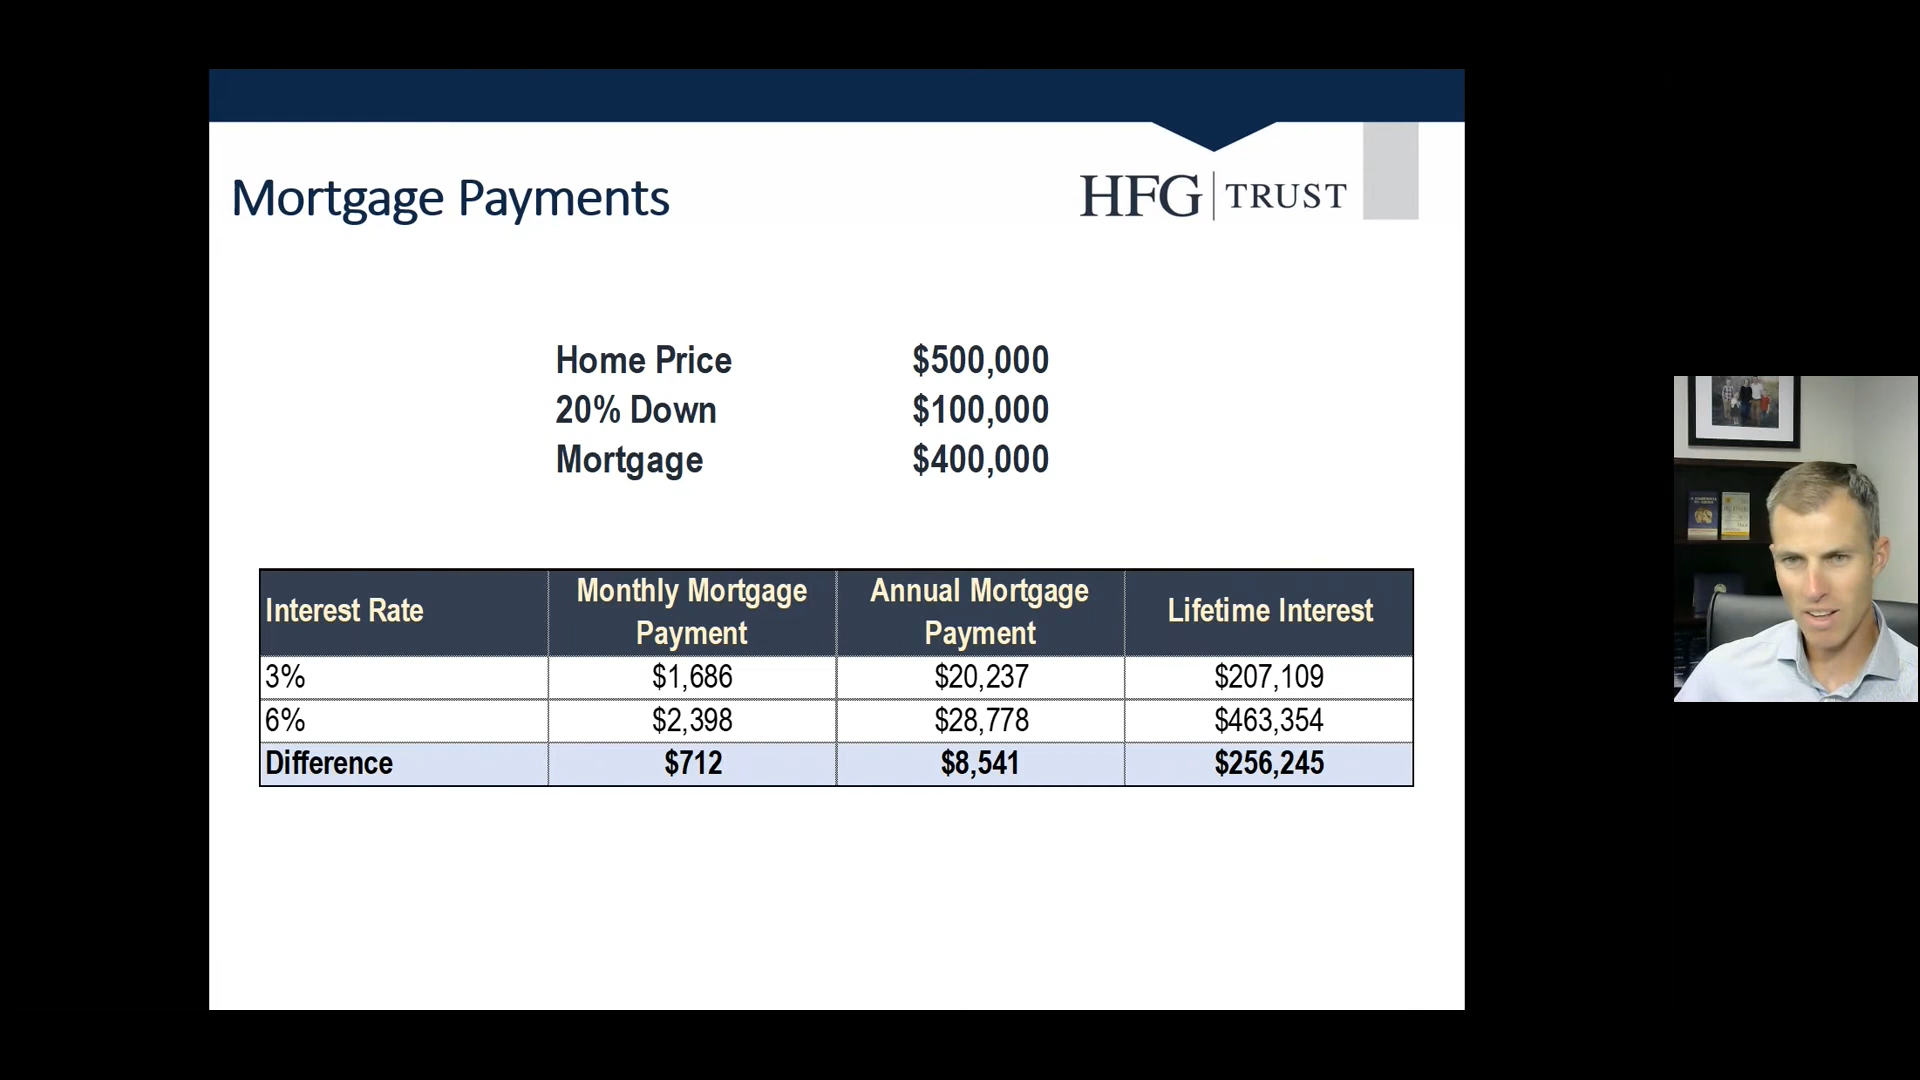 Mortgage Payments
HFG | TRUST
Home Price $500,000
20% Down $100,000
Mortgage $400,000
Interest Rate Monthly Mortgage Payment Annual Mortgage Payment Lifetime Interest
3% $1,686 $20,237 $207,109
6% $2,398 $28,778 $463,354
Difference $712 $8,541 $256,245